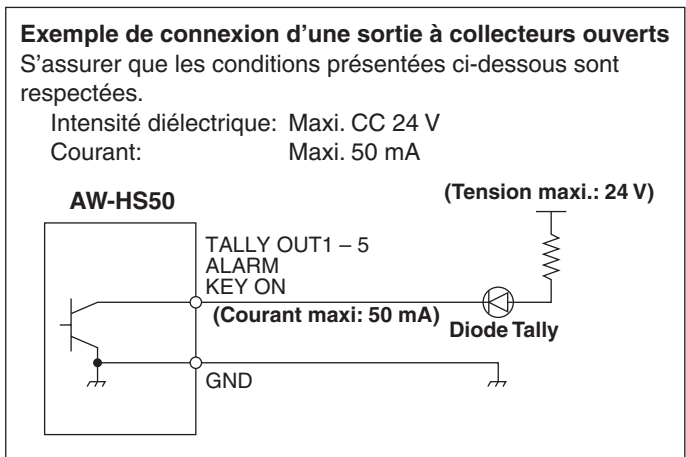 Exemple de connexion d'une sortie à collecteurs ouverts
S'assurer que les conditions présentées ci-dessous sont
respectées.
Intensité diélectrique: Maxi. CC 24 V
Courant: Maxi. 50 mA
(Tension maxi.: 24 V)
AW-HS50
TALLY OUT1 – 5
ALARM
KEY ON
(Courant maxi: 50 mA)
Diode Tally
GND